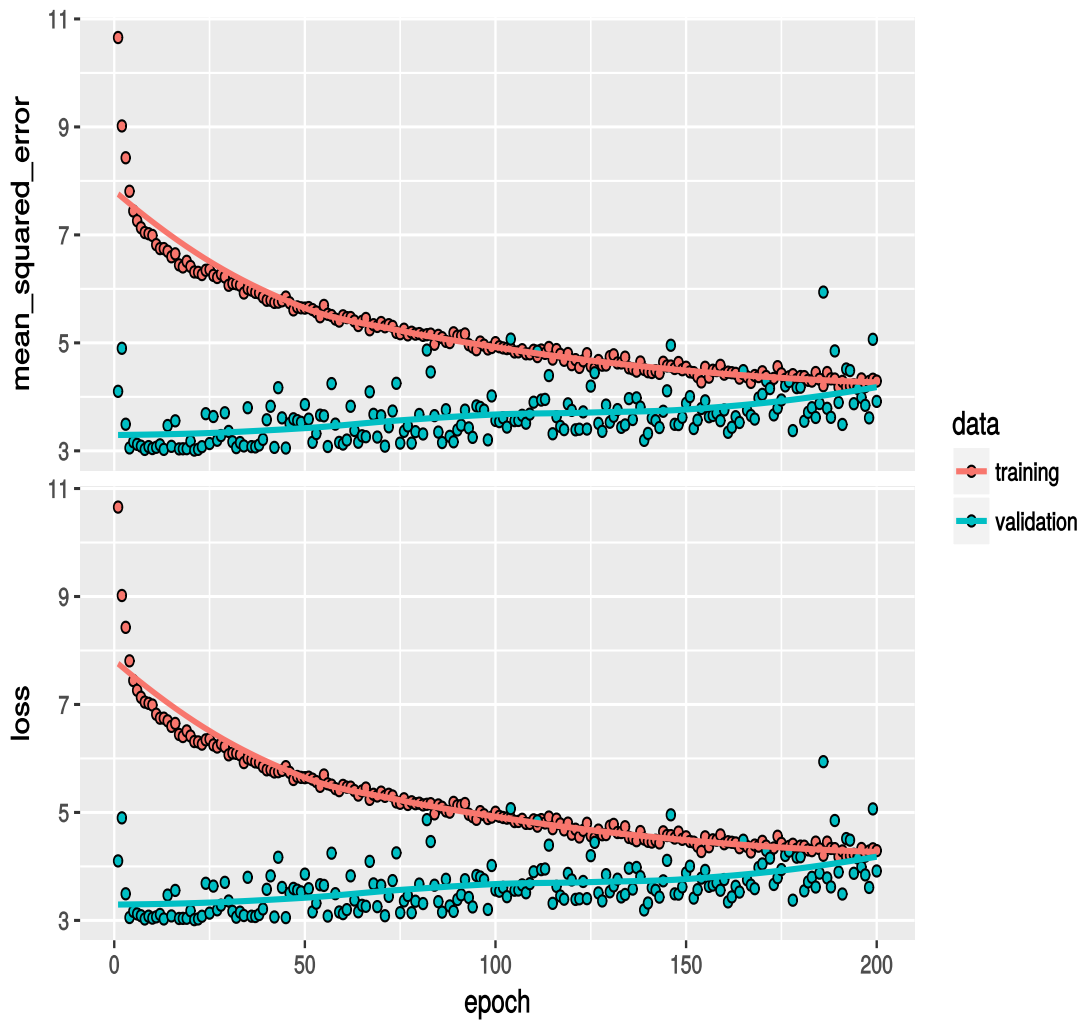 mean_squared_error
11
9
7
5
3
loss
11
9
7
5
3
0 50 100 150 200
epoch
data
training
validation